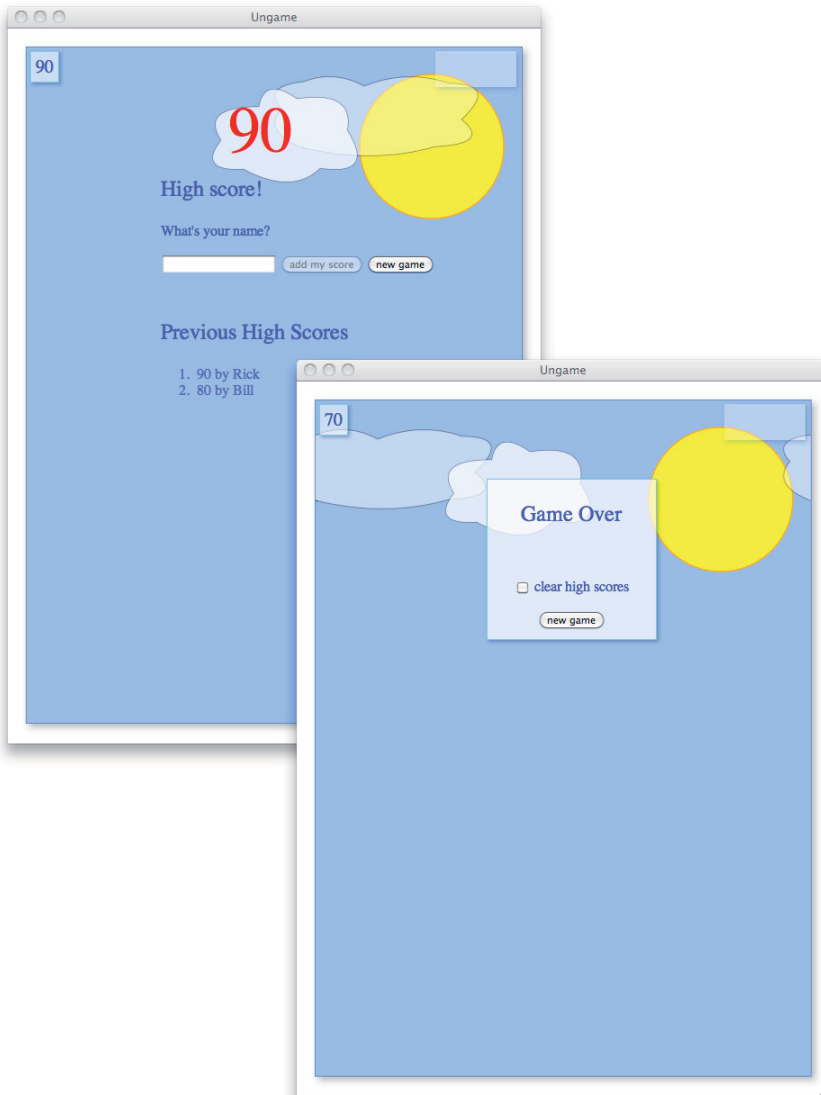 Ungame
90
90
High score!
What's your name?
add my score new game
Previous High Scores
1. 90 by Rick
2. 80 by Bill
Ungame
70
Game Over
clear high scores
new game